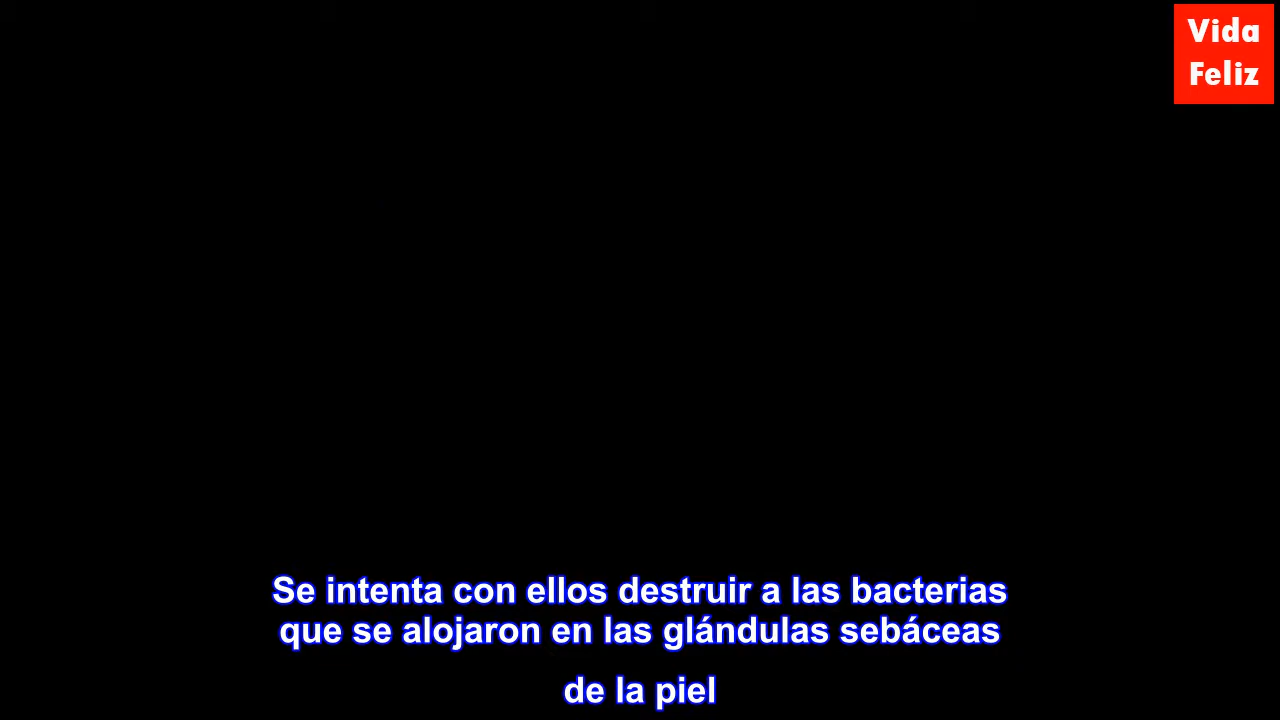 Vida
Feliz
Se intenta con ellos destruir a las bacterias
que se alojaron en las glándulas sebáceas
de la piel